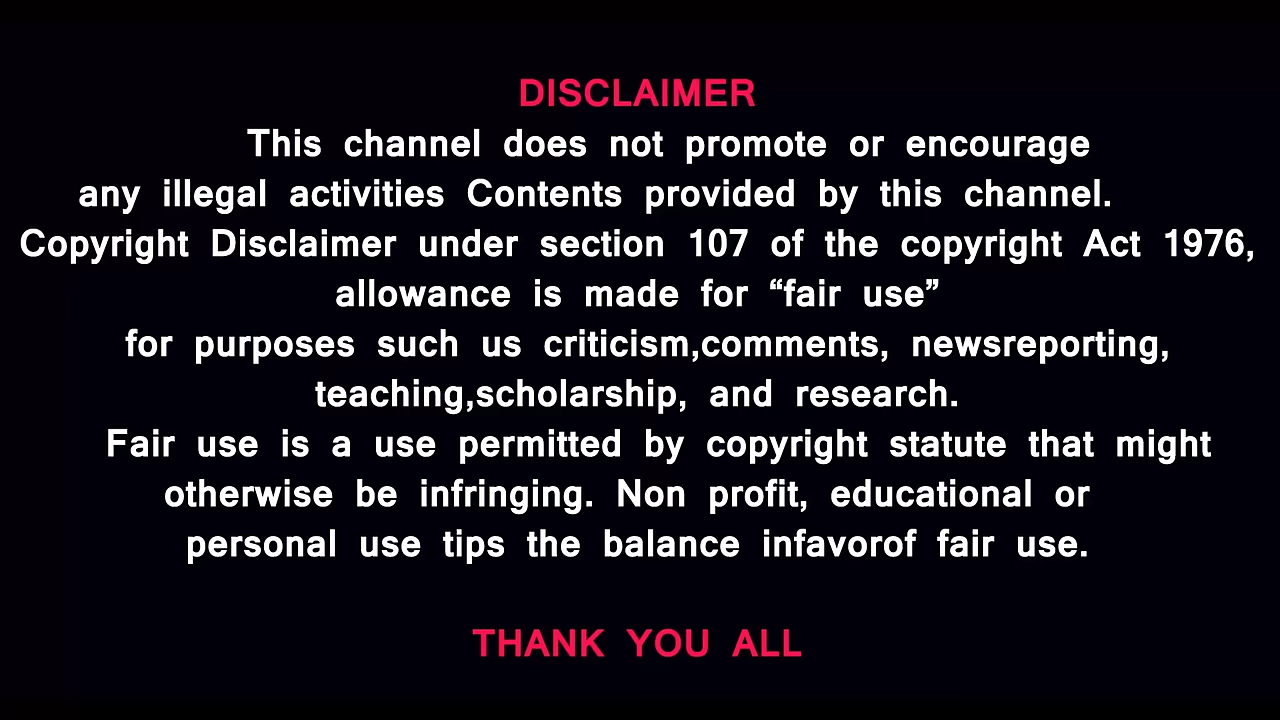 DISCLAIMER
This channel does not promote or encourage
any illegal activities Contents provided by this channel.
Copyright Disclaimer under section 107 of the copyright Act 1976,
allowance is made for “fair use”
for purposes such us criticism,comments, newsreporting,
teaching,scholarship, and research.
Fair use is a use permitted by copyright statute that might
otherwise be infringing. Non profit, educational or
personal use tips the balance infavorof fair use.
THANK YOU ALL